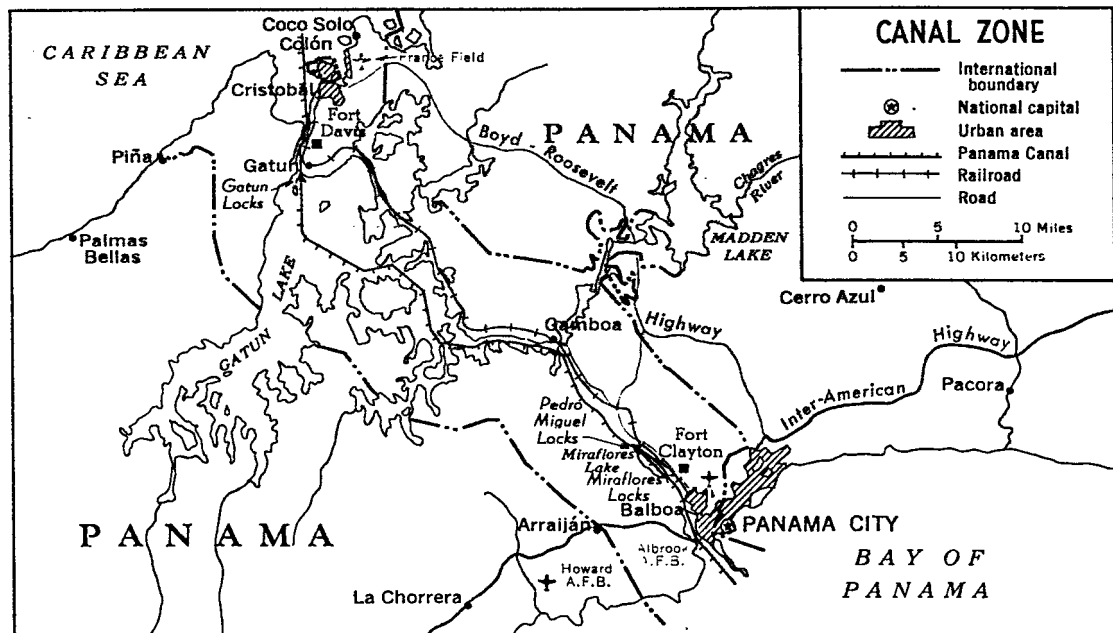 CARIBBEAN
SEA
Coco Solo
Colón
France Field
Cristobal
Fort
Davis
Piña
Gatun
Gatun
Locks
Palmas
Bellas
GATUN LAKE
PANAMA
Boyd - Roosevelt
Chagres
River
MADDEN
LAKE
CANAL ZONE
International
boundary
National capital
Urban area
Panama Canal
Railroad
Road
0 5 10 Miles
0 5 10 Kilometers
Cerro Azul
Gamboa
Highway
Highway
Inter-American
Pacora
Pedro
Miguel
Locks
Fort
Clayton
Miraflores
Lake
Miraflores
Locks
Balboa
PANAMA CITY
PANAMA
Arraiján
Albrook
A.F.B.
Howard
A.F.B.
La Chorrera
BAY OF
PANAMA